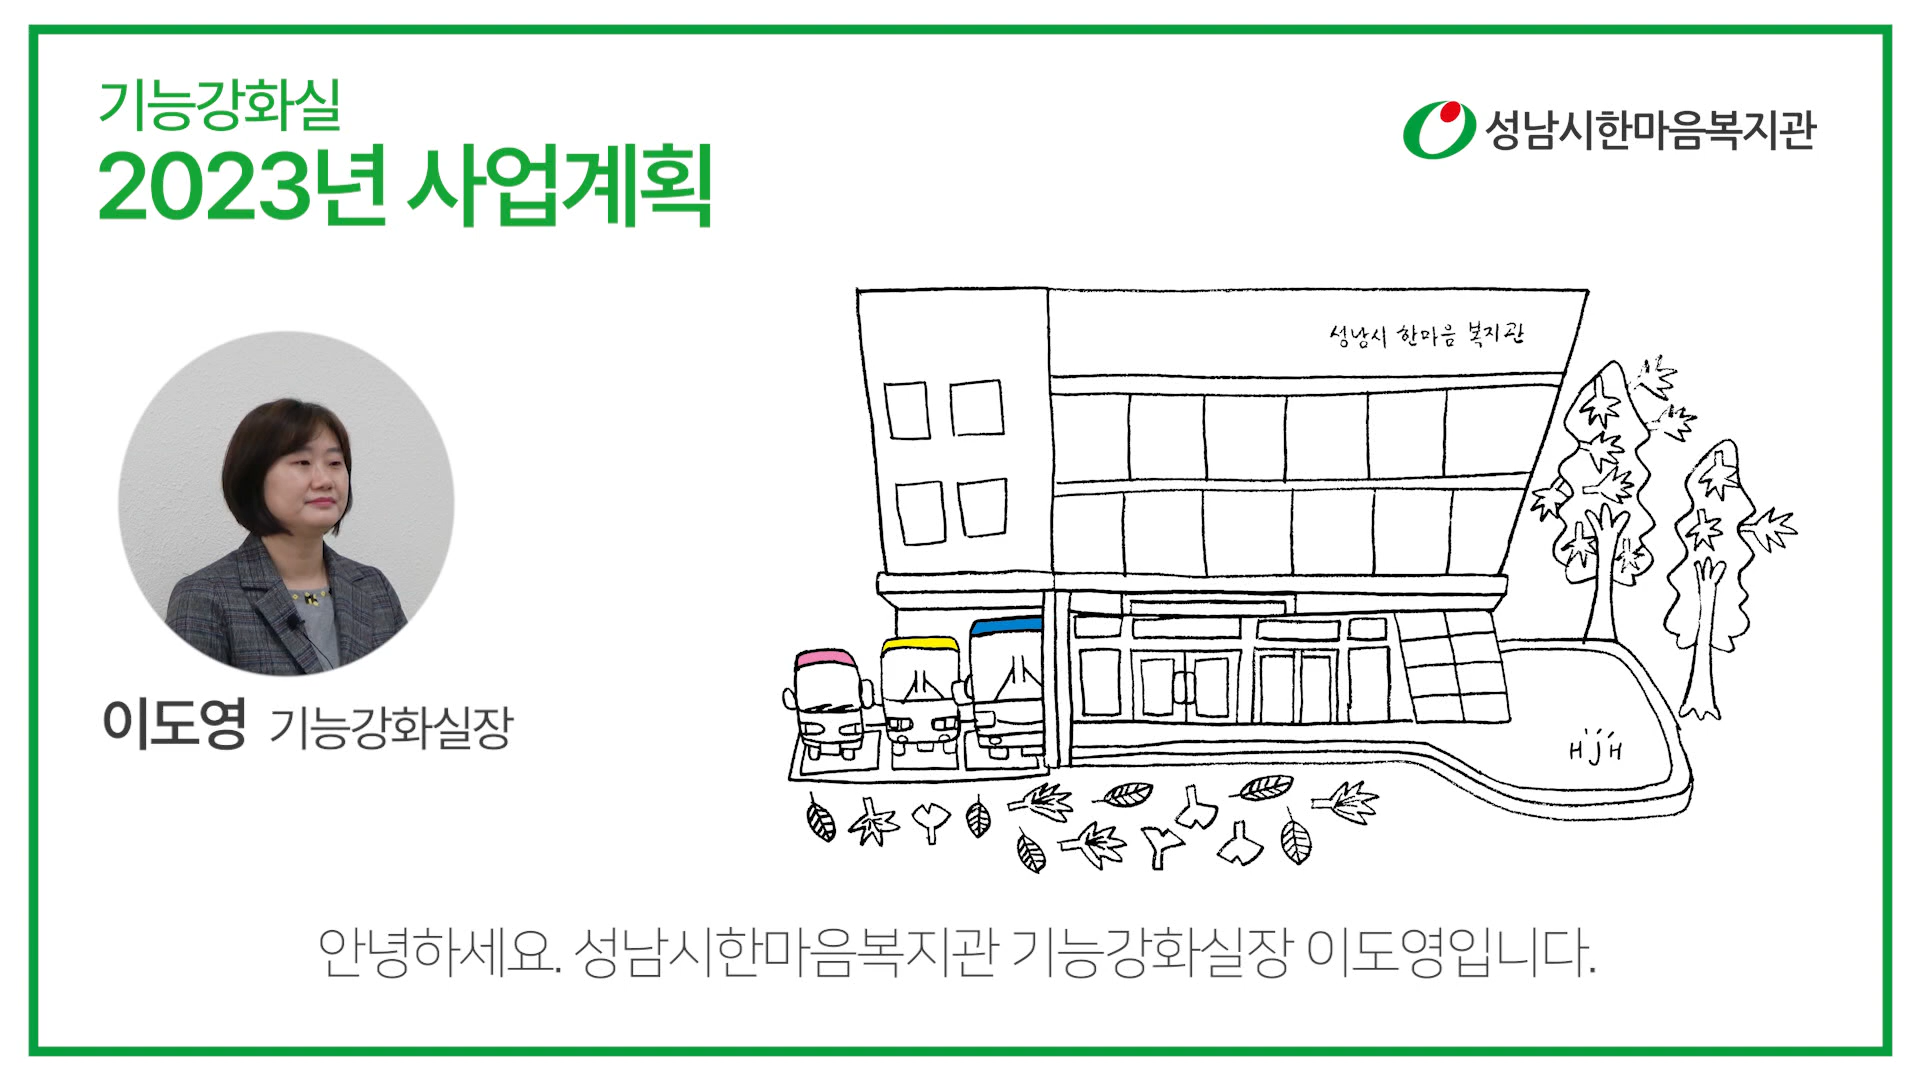 기능강화실
2023년 사업계획
성남시한마음복지관
성남시 한마음 복지관
이도영 기능강화실장
HJH
안녕하세요. 성남시한마음복지관 기능강화실장 이도영입니다.